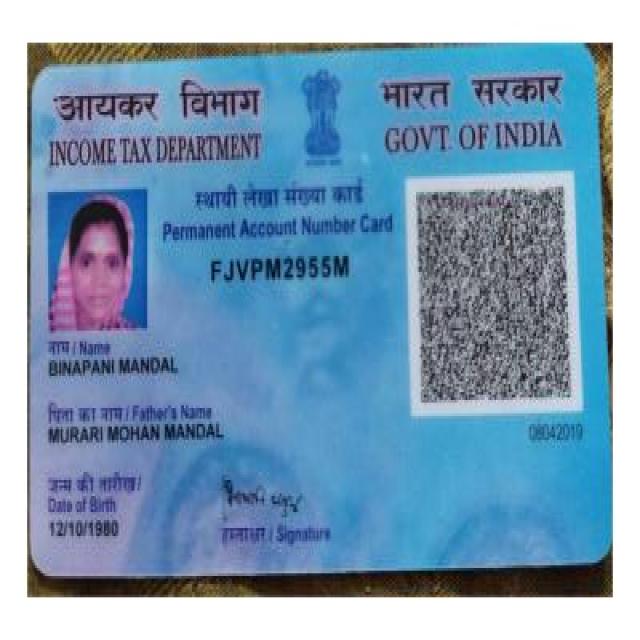 आयकर विभाग
INCOME TAX DEPARTMENT
भारत सरकार
GOVT. OF INDIA
स्थायी लेखा संख्या कार्ड
Permanent Account Number Card
FJVPM2955M
नाम / Name
BINAPANI MANDAL
पिता का नाम / Father's Name
MURARI MOHAN MANDAL
08042019
जन्म की तारीख /
Date of Birth
12/10/1980
हस्ताक्षर / Signature